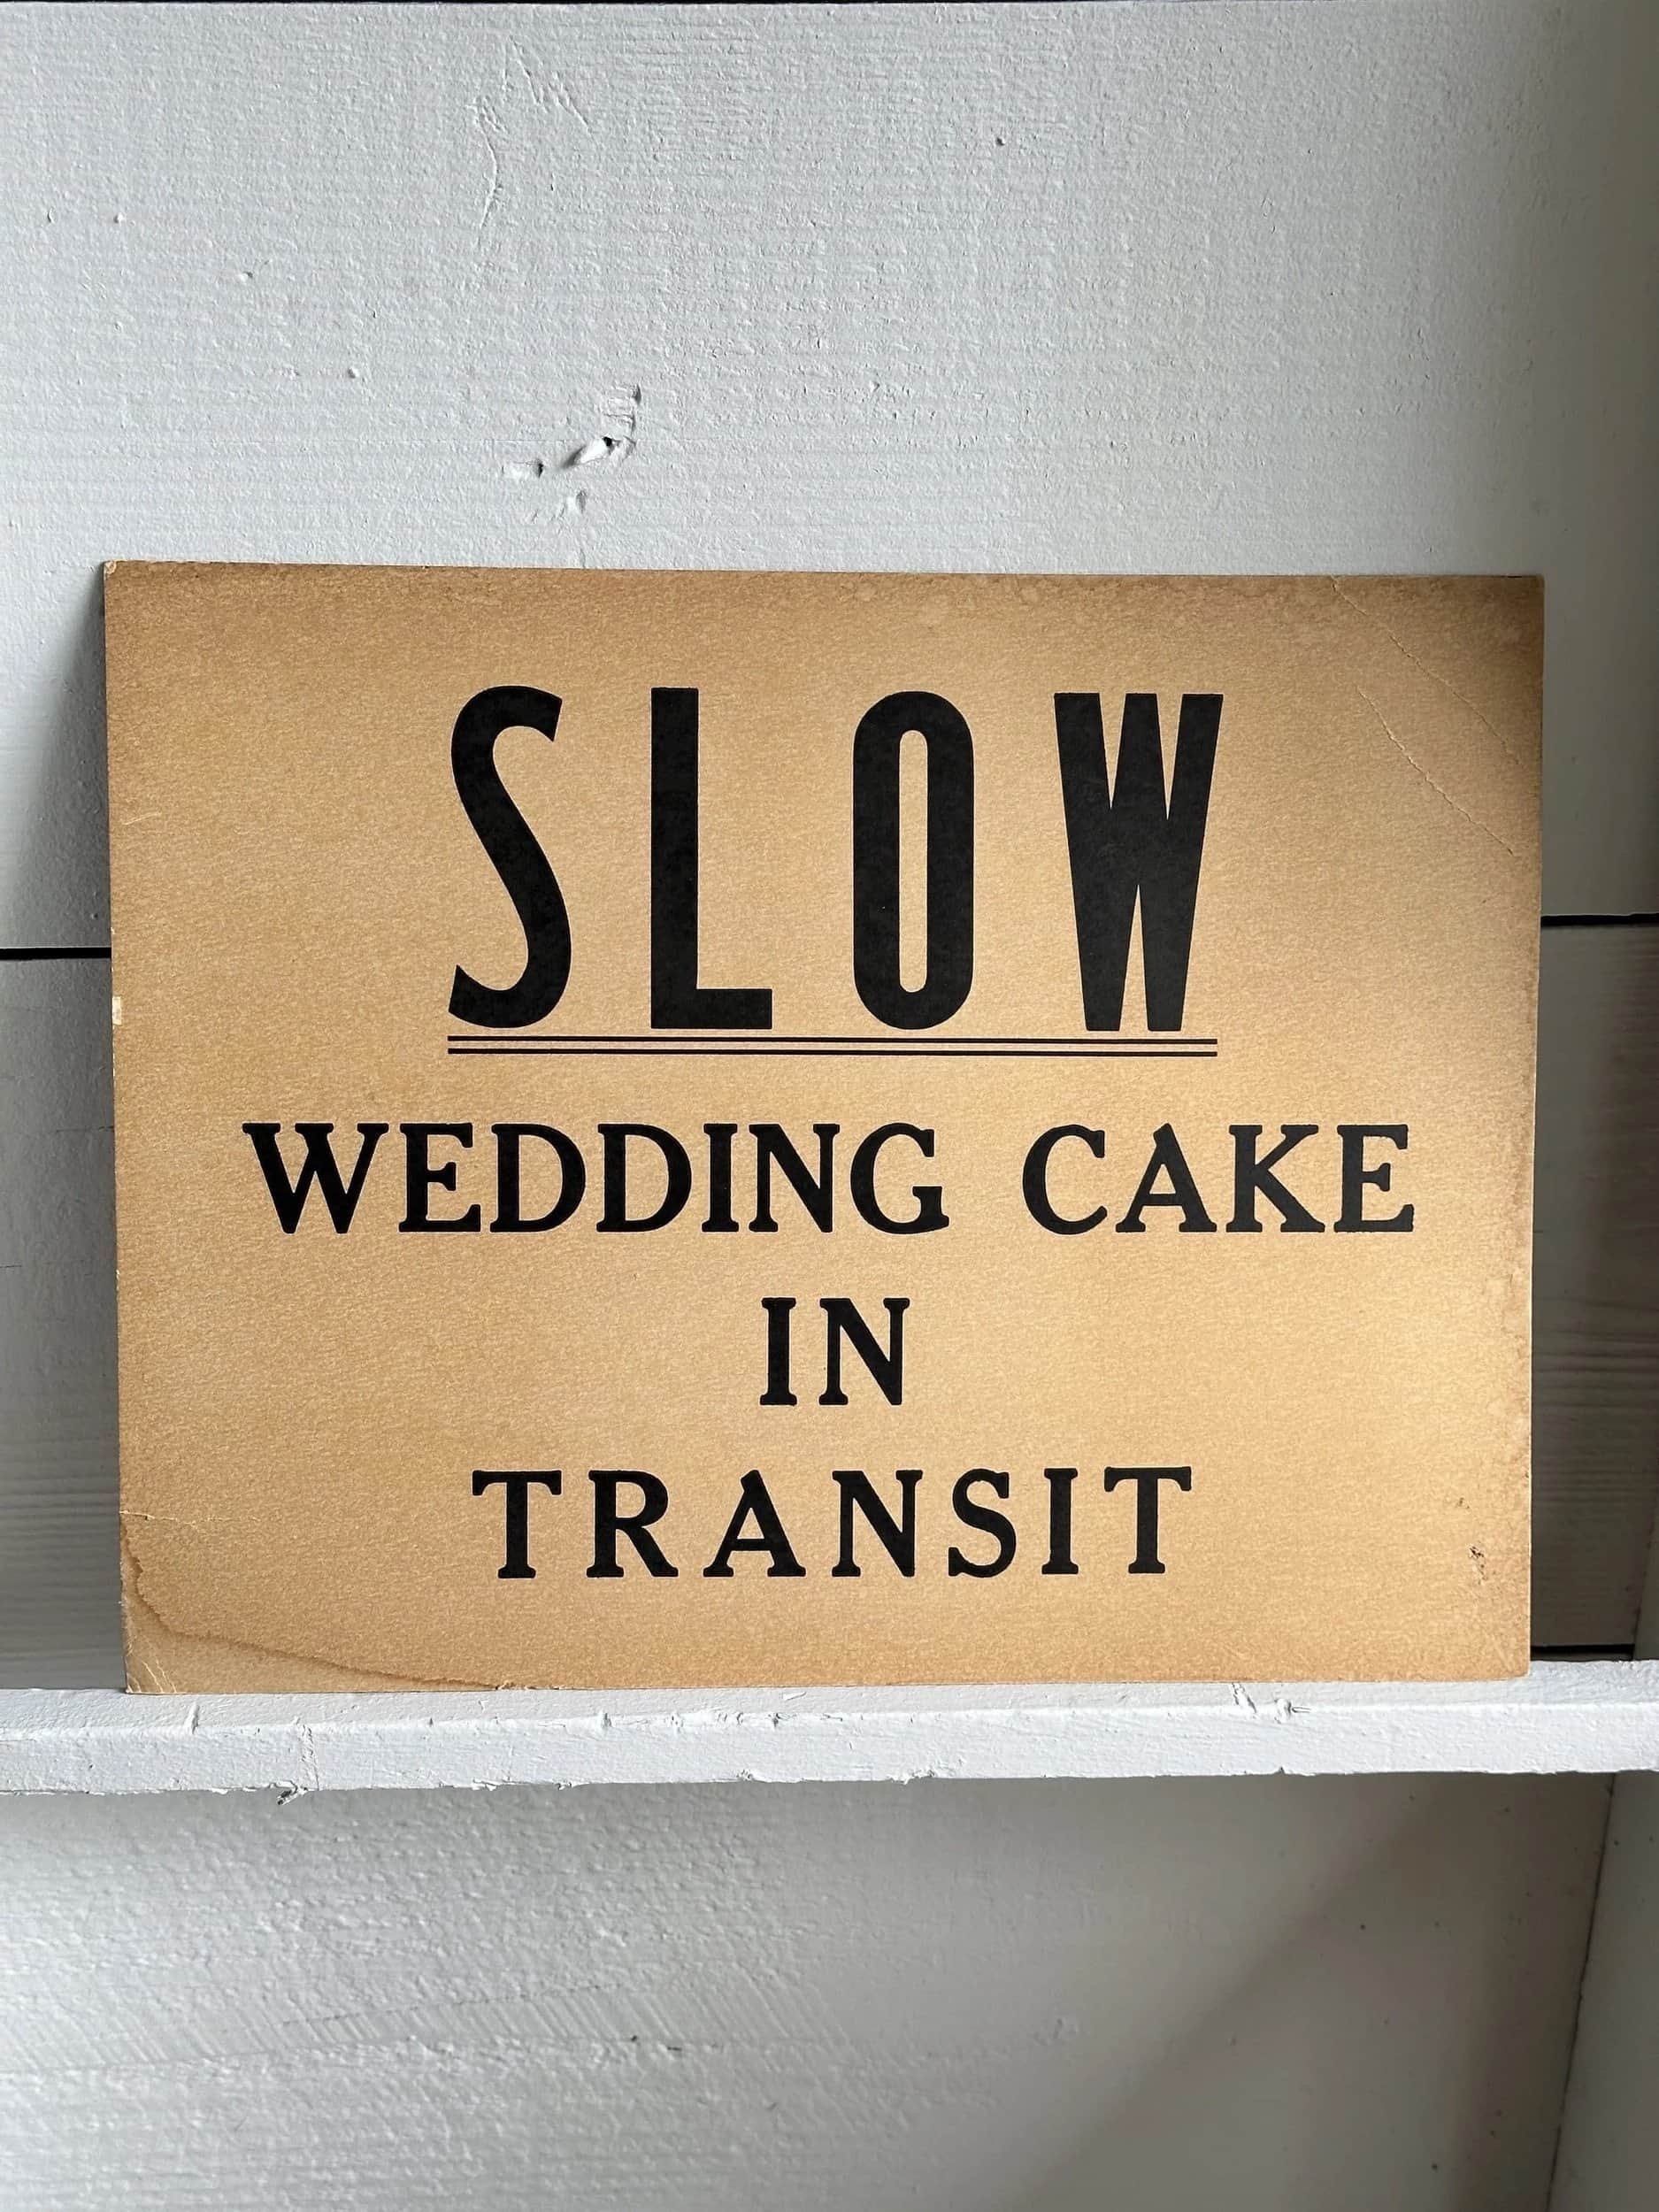 SLOW
WEDDING CAKE
IN
TRANSIT